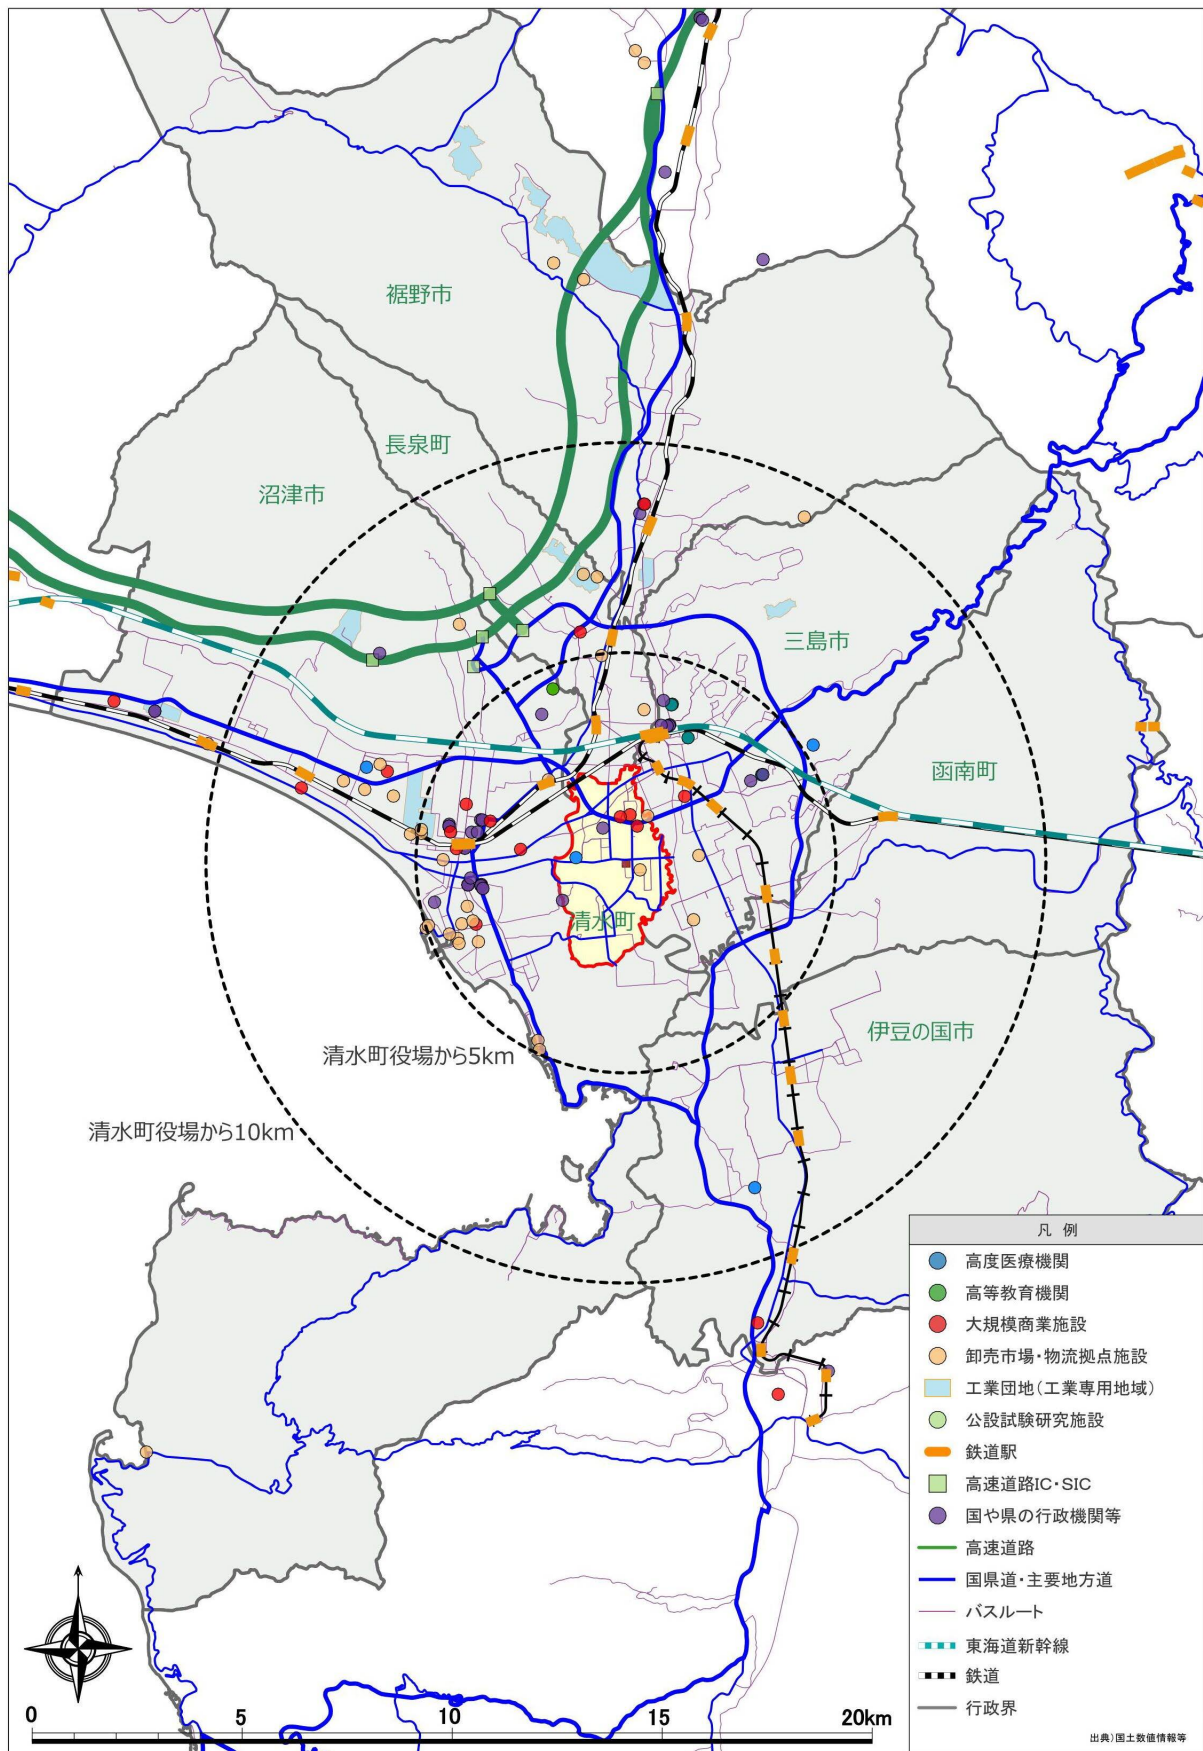 裾野市
長泉町
沼津市
三島市
函南町
清水町
伊豆の国市
清水町役場から5km
清水町役場から10km
凡 例
高度医療機関
高等教育機関
大規模商業施設
卸売市場・物流拠点施設
工業団地(工業専用地域)
公設試験研究施設
鉄道駅
高速道路IC・SIC
国や県の行政機関等
高速道路
国県道・主要地方道
バスルート
東海道新幹線
鉄道
行政界
出典)国土数値情報等
0 5 10 15 20km